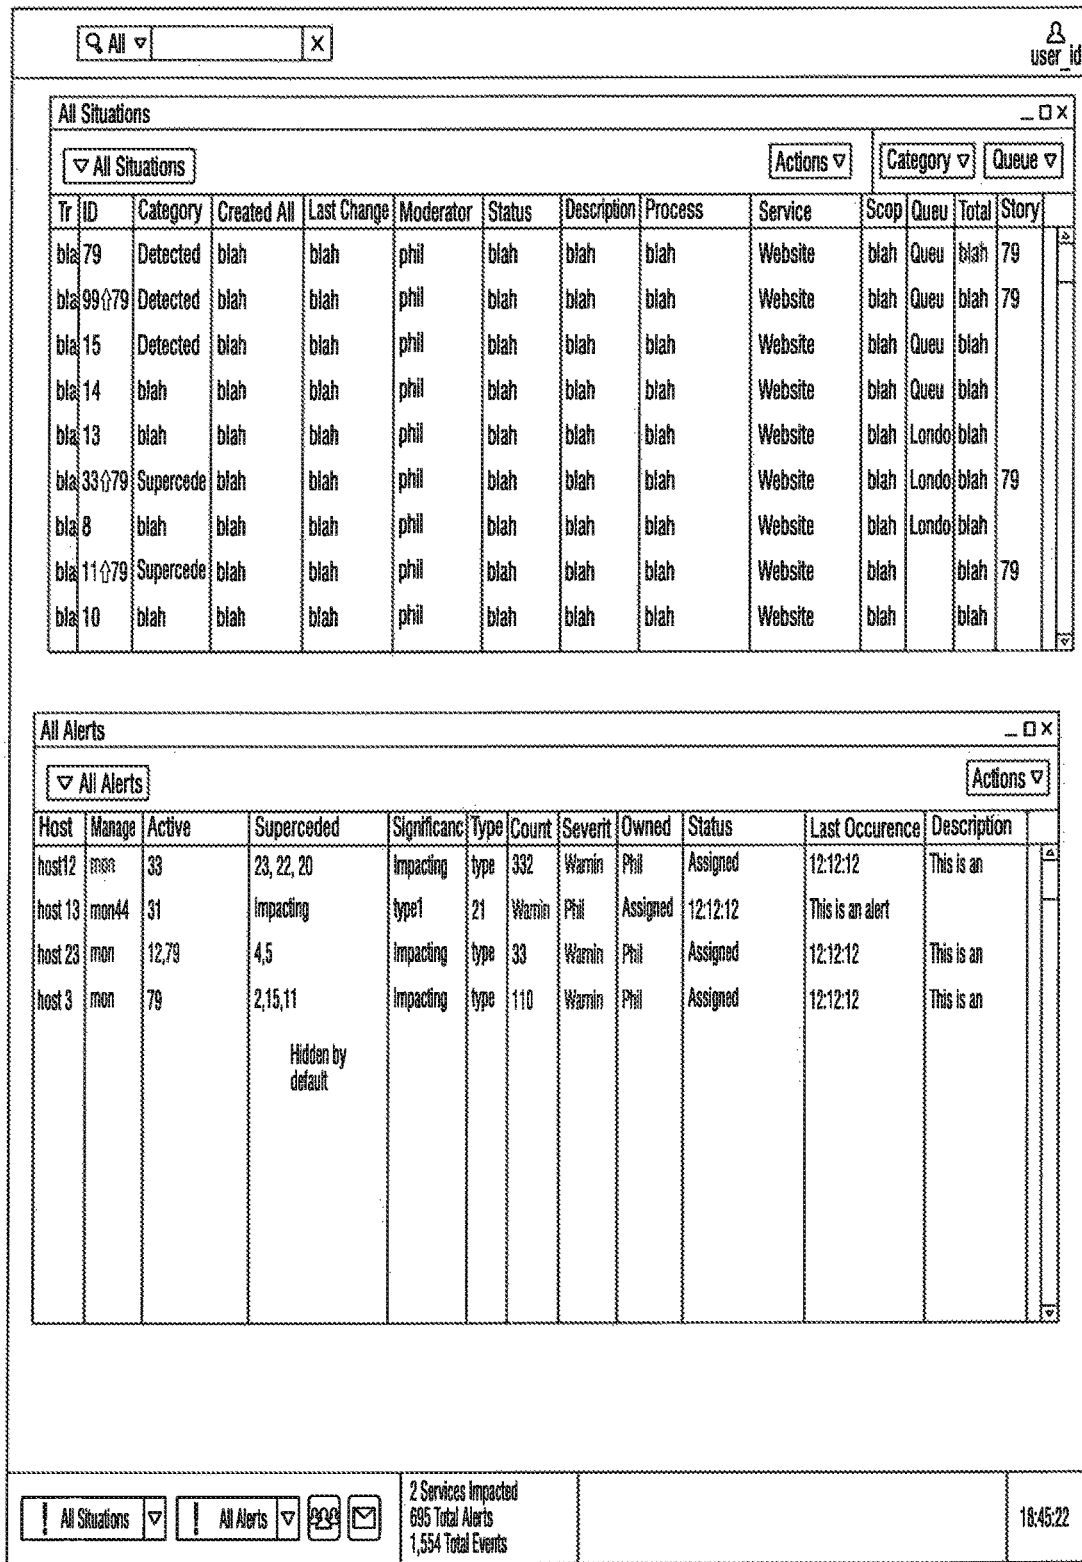 All
X
user_id
All Situations
All Situations Actions Category Queue
Tr ID Category Created All Last Change Moderator Status Description Process Service Scop Queu Total Story
bla 79 Detected blah blah phil blah blah blah Website blah Queu blah 79
bla 99⇧79 Detected blah blah phil blah blah blah Website blah Queu blah 79
bla 15 Detected blah blah phil blah blah blah Website blah Queu blah
bla 14 blah blah blah phil blah blah blah Website blah Queu blah
bla 13 blah blah blah phil blah blah blah Website blah Londo blah
bla 33⇧79 Supercede blah blah phil blah blah blah Website blah Londo blah 79
bla 8 blah blah blah phil blah blah blah Website blah Londo blah
bla 11⇧79 Supercede blah blah phil blah blah blah Website blah blah 79
bla 10 blah blah blah phil blah blah blah Website blah blah
All Alerts
All Alerts Actions
Host Manage Active Superceded Significanc Type Count Severit Owned Status Last Occurence Description
host12 mon 33 23, 22, 20 Impacting type 332 Warnin Phil Assigned 12:12:12 This is an
host 13 mon44 31 Impacting type1 21 Warnin Phil Assigned 12:12:12 This is an alert
host 23 mon 12,79 4,5 Impacting type 33 Warnin Phil Assigned 12:12:12 This is an
host 3 mon 79 2,15,11 Impacting type 110 Warnin Phil Assigned 12:12:12 This is an
Hidden by
default
! All Situations ! All Alerts
2 Services Impacted
695 Total Alerts
1,554 Total Events
18:45:22